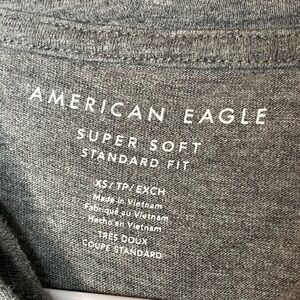 AMERICAN EAGLE
SUPER SOFT
STANDARD FIT
XS/TP/EXCH
Made in Vietnam
Fabriqué au Vietnam
Hecho en Vietnam
TRÈS DOUX
COUPE STANDARD